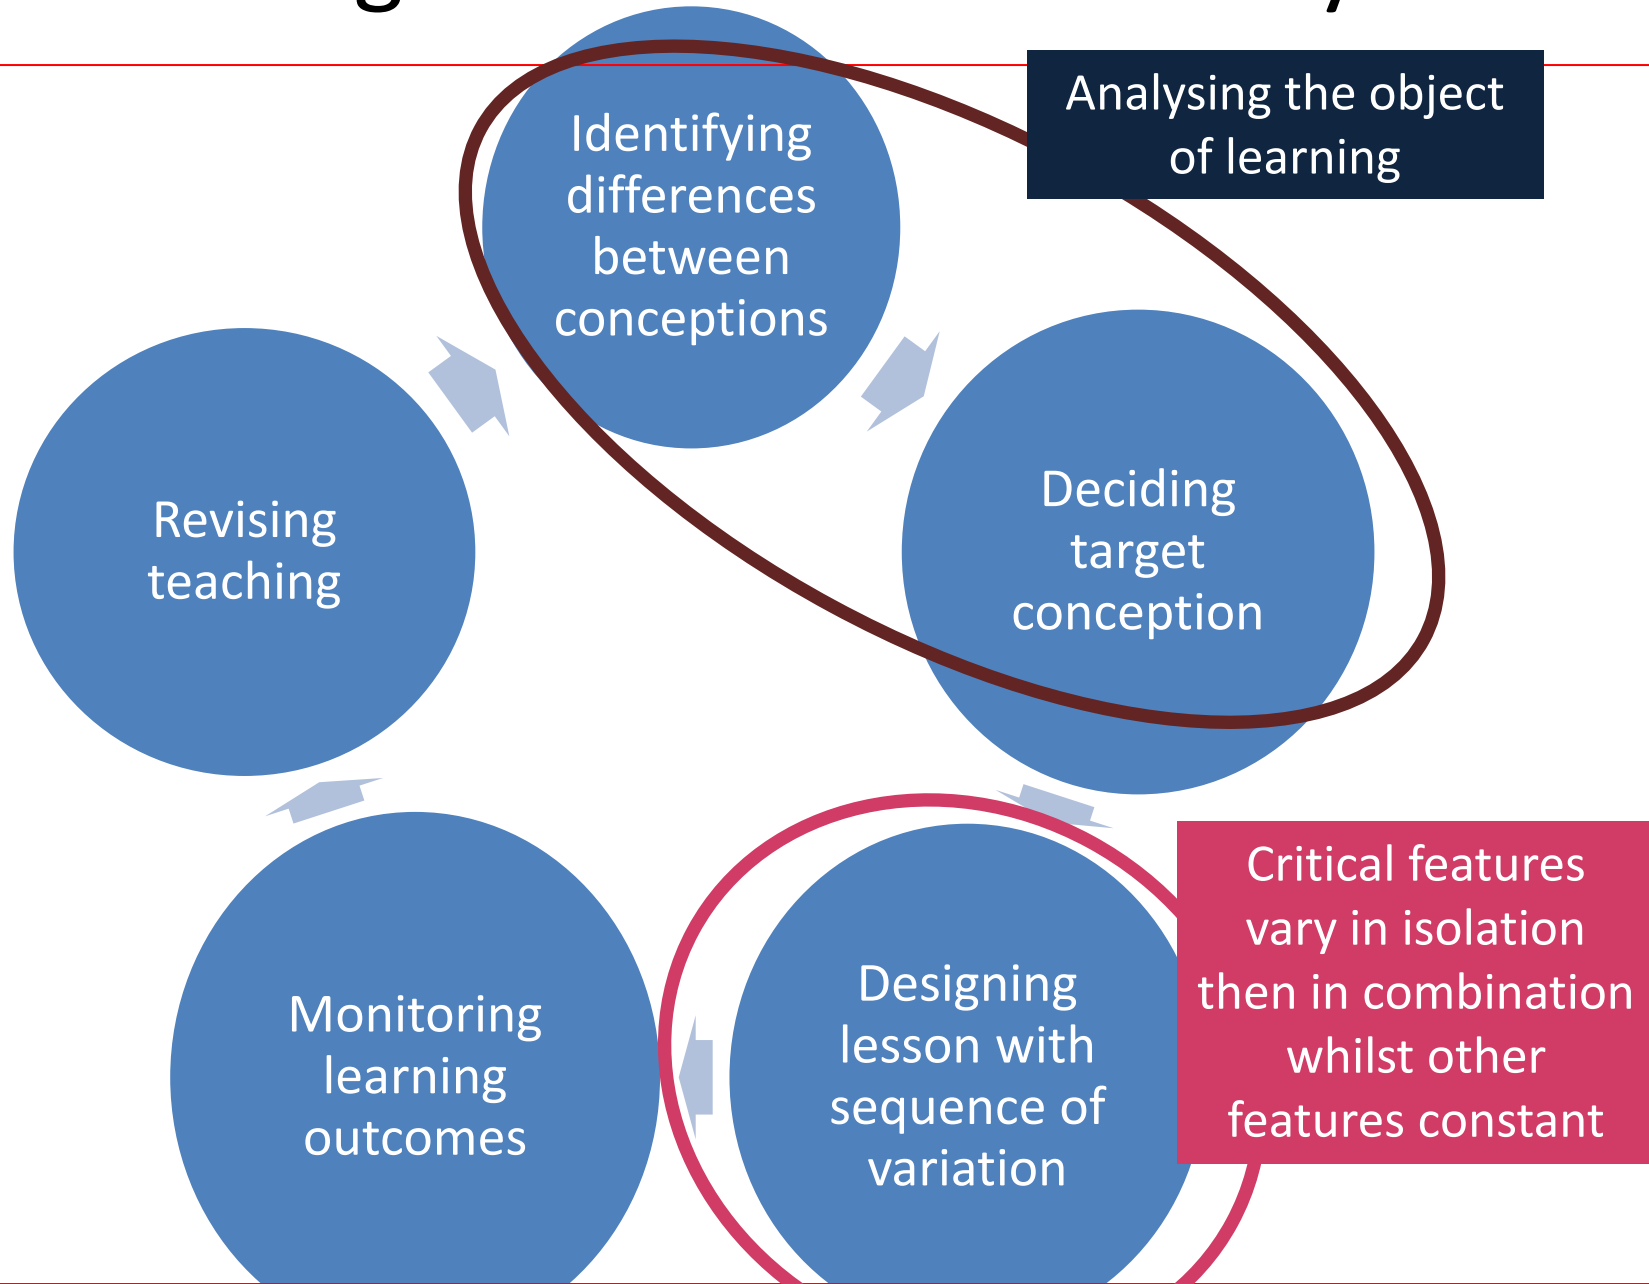 Analysing the object
of learning
Identifying
differences
between
conceptions
Deciding
target
conception
Critical features
vary in isolation
then in combination
whilst other
features constant
Designing
lesson with
sequence of
variation
Monitoring
learning
outcomes
Revising
teaching